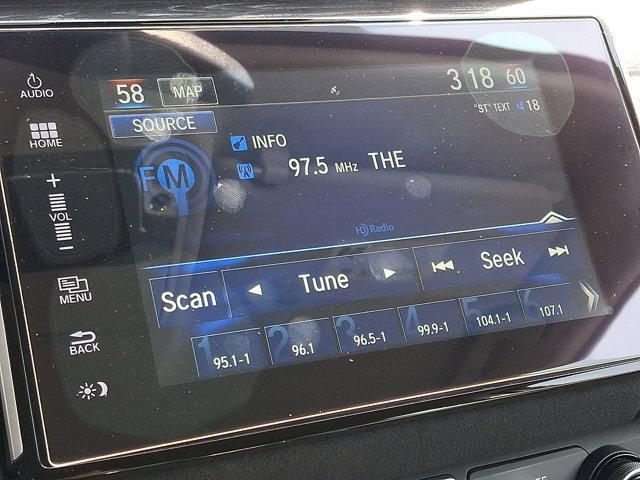 AUDIO
58 MAP 3 18 60
"ST" TEXT 18
SOURCE
HOME
INFO
FM 97.5 MHz THE
+
VOL
−
HD Radio
MENU
Scan Tune Seek
BACK
1 95.1-1 2 96.1 3 96.5-1 4 99.9-1 5 104.1-1 6 107.1